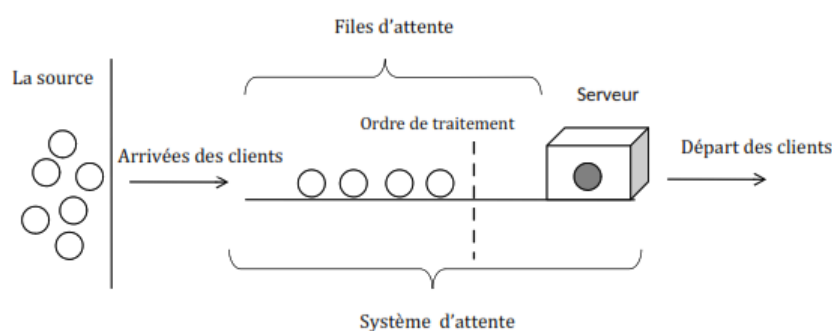 Files d'attente
La source
Serveur
Ordre de traitement
Arrivées des clients
Départ des clients
Système d'attente